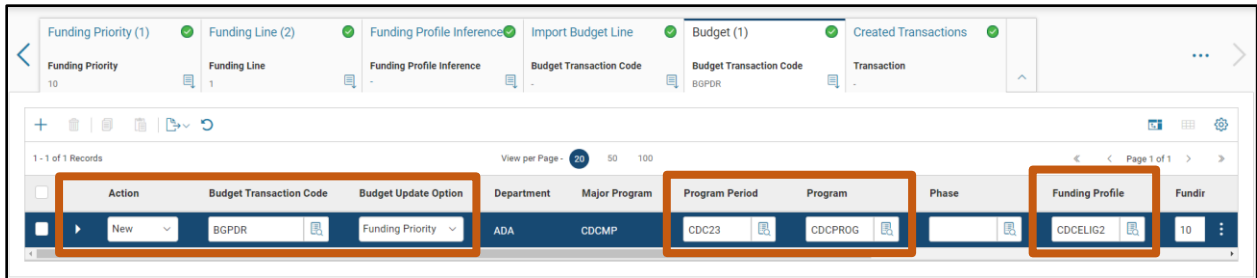 Funding Priority (1) Funding Line (2) Funding Profile Inference Import Budget Line Budget (1) Created Transactions
Funding Priority Funding Line Funding Profile Inference Budget Transaction Code Budget Transaction Code Transaction
10 1 - - BGPDR -
1 - 1 of 1 Records View per Page - 20 50 100 Page 1 of 1
Action Budget Transaction Code Budget Update Option Department Major Program Program Period Program Phase Funding Profile Fundir
New BGPDR Funding Priority ADA CDCMP CDC23 CDCPROG CDCELIG2 10